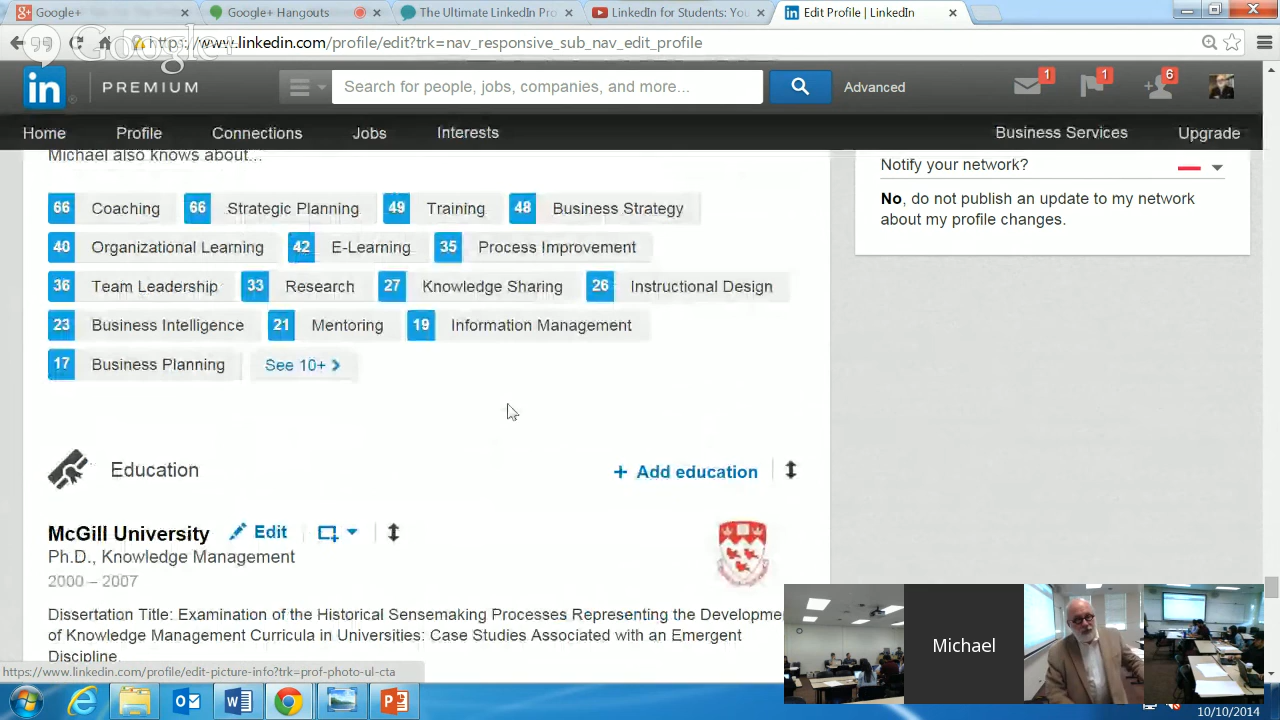 Google+
Google+ Hangouts
The Ultimate LinkedIn Pro
LinkedIn for Students: You
Edit Profile | LinkedIn
https://www.linkedin.com/profile/edit?trk=nav_responsive_sub_nav_edit_profile
Google+
in PREMIUM
Search for people, jobs, companies, and more...
Advanced
1 1 6
Home Profile Connections Jobs Interests Business Services Upgrade
Michael also knows about...
66 Coaching 66 Strategic Planning 49 Training 48 Business Strategy
40 Organizational Learning 42 E-Learning 35 Process Improvement
36 Team Leadership 33 Research 27 Knowledge Sharing 26 Instructional Design
23 Business Intelligence 21 Mentoring 19 Information Management
17 Business Planning See 10+
Notify your network?
No, do not publish an update to my network
about my profile changes.
Education
+ Add education
McGill University Edit
Ph.D., Knowledge Management
2000 – 2007
Dissertation Title: Examination of the Historical Sensemaking Processes Representing the Developme
of Knowledge Management Curricula in Universities: Case Studies Associated with an Emergent
Discipline.
https://www.linkedin.com/profile/edit-picture-info?trk=prof-photo-ul-cta
Michael
10/10/2014